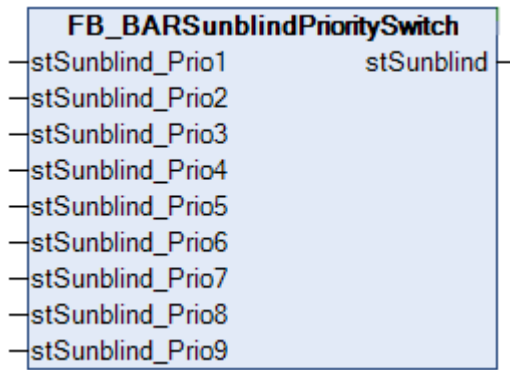 FB_BARSunblindPrioritySwitch
stSunblind_Prio1 stSunblind
stSunblind_Prio2
stSunblind_Prio3
stSunblind_Prio4
stSunblind_Prio5
stSunblind_Prio6
stSunblind_Prio7
stSunblind_Prio8
stSunblind_Prio9